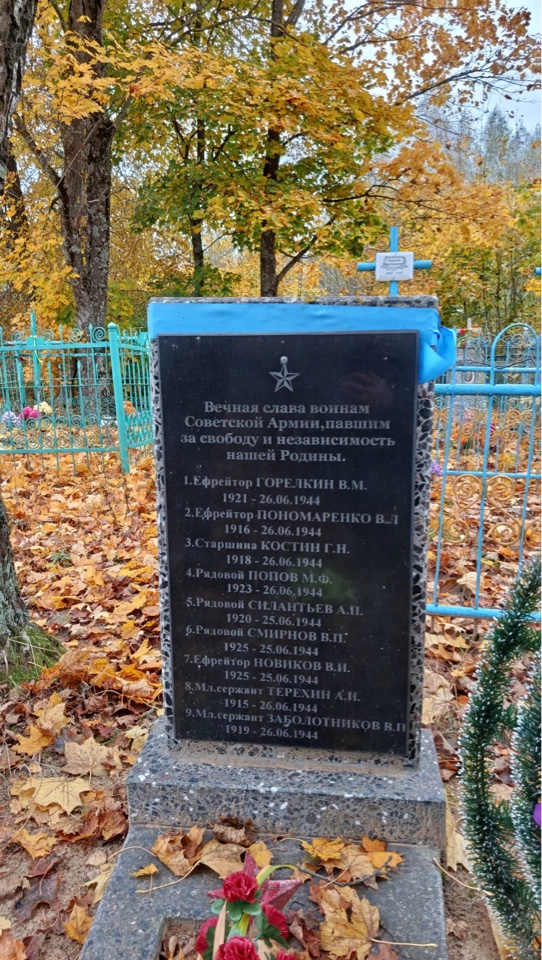 Вечная слава воинам
Советской Армии,павшим
за свободу и независимость
нашей Родины.
1.Ефрейтор ГОРЕЛКИН В.М.
1921 - 26.06.1944
2.Ефрейтор ПОНОМАРЕНКО В.Л
1916 - 26.06.1944
3.Старшина КОСТИН Г.Н.
1918 - 26.06.1944
4.Рядовой ПОПОВ М.Ф.
1923 - 26.06.1944
5.Рядовой СИЛАНТЬЕВ А.П.
1920 - 25.06.1944
6.Рядовой СМИРНОВ В.П.
1925 - 25.06.1944
7.Ефрейтор НОВИКОВ В.И.
1925 - 25.06.1944
8.Мл.сержант ТЕРЕХИН А.И.
1915 - 26.06.1944
9.Мл.сержант ЗАБОЛОТНИКОВ В.П
1919 - 26.06.1944